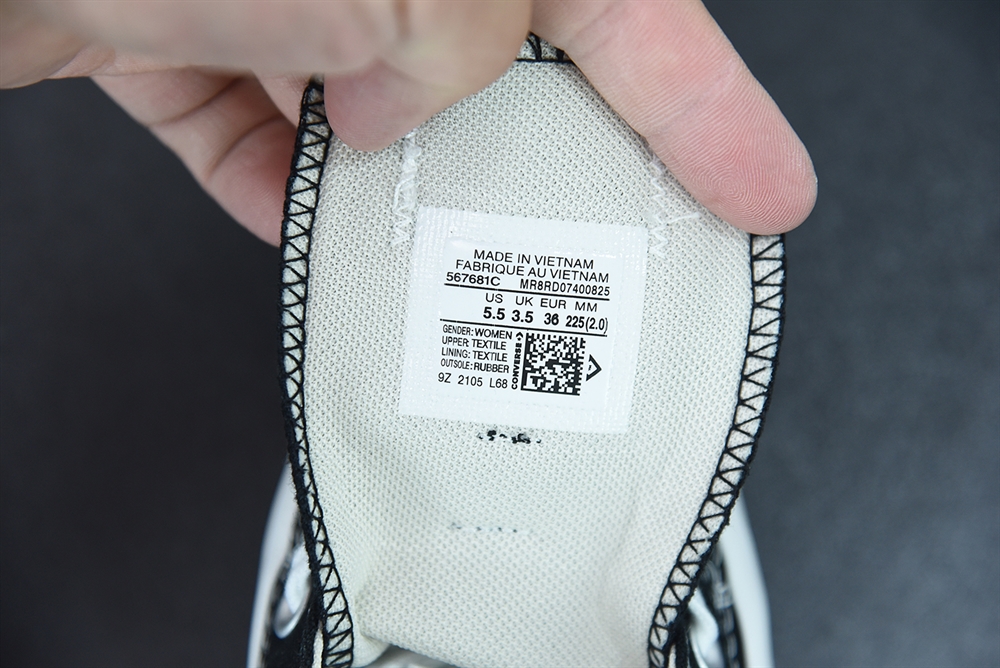 MADE IN VIETNAM
FABRIQUE AU VIETNAM
567681C MR8RD07400825
US UK EUR MM
5.5 3.5 36 225(2.0)
GENDER: WOMEN
UPPER: TEXTILE
LINING: TEXTILE
OUTSOLE: RUBBER
9Z 2105 L68
CONVERSE